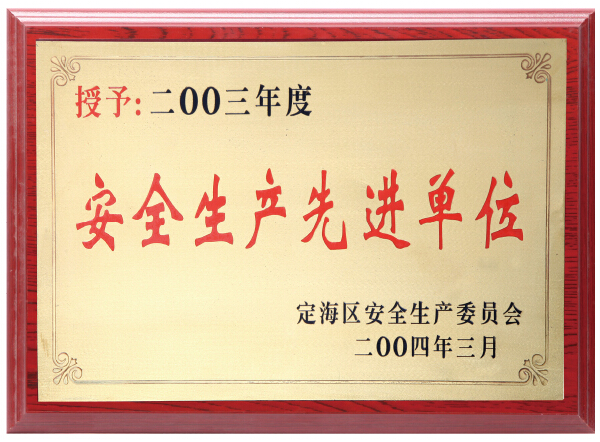 授予:二00三年度
安全生产先进单位
定海区安全生产委员会
二00四年三月